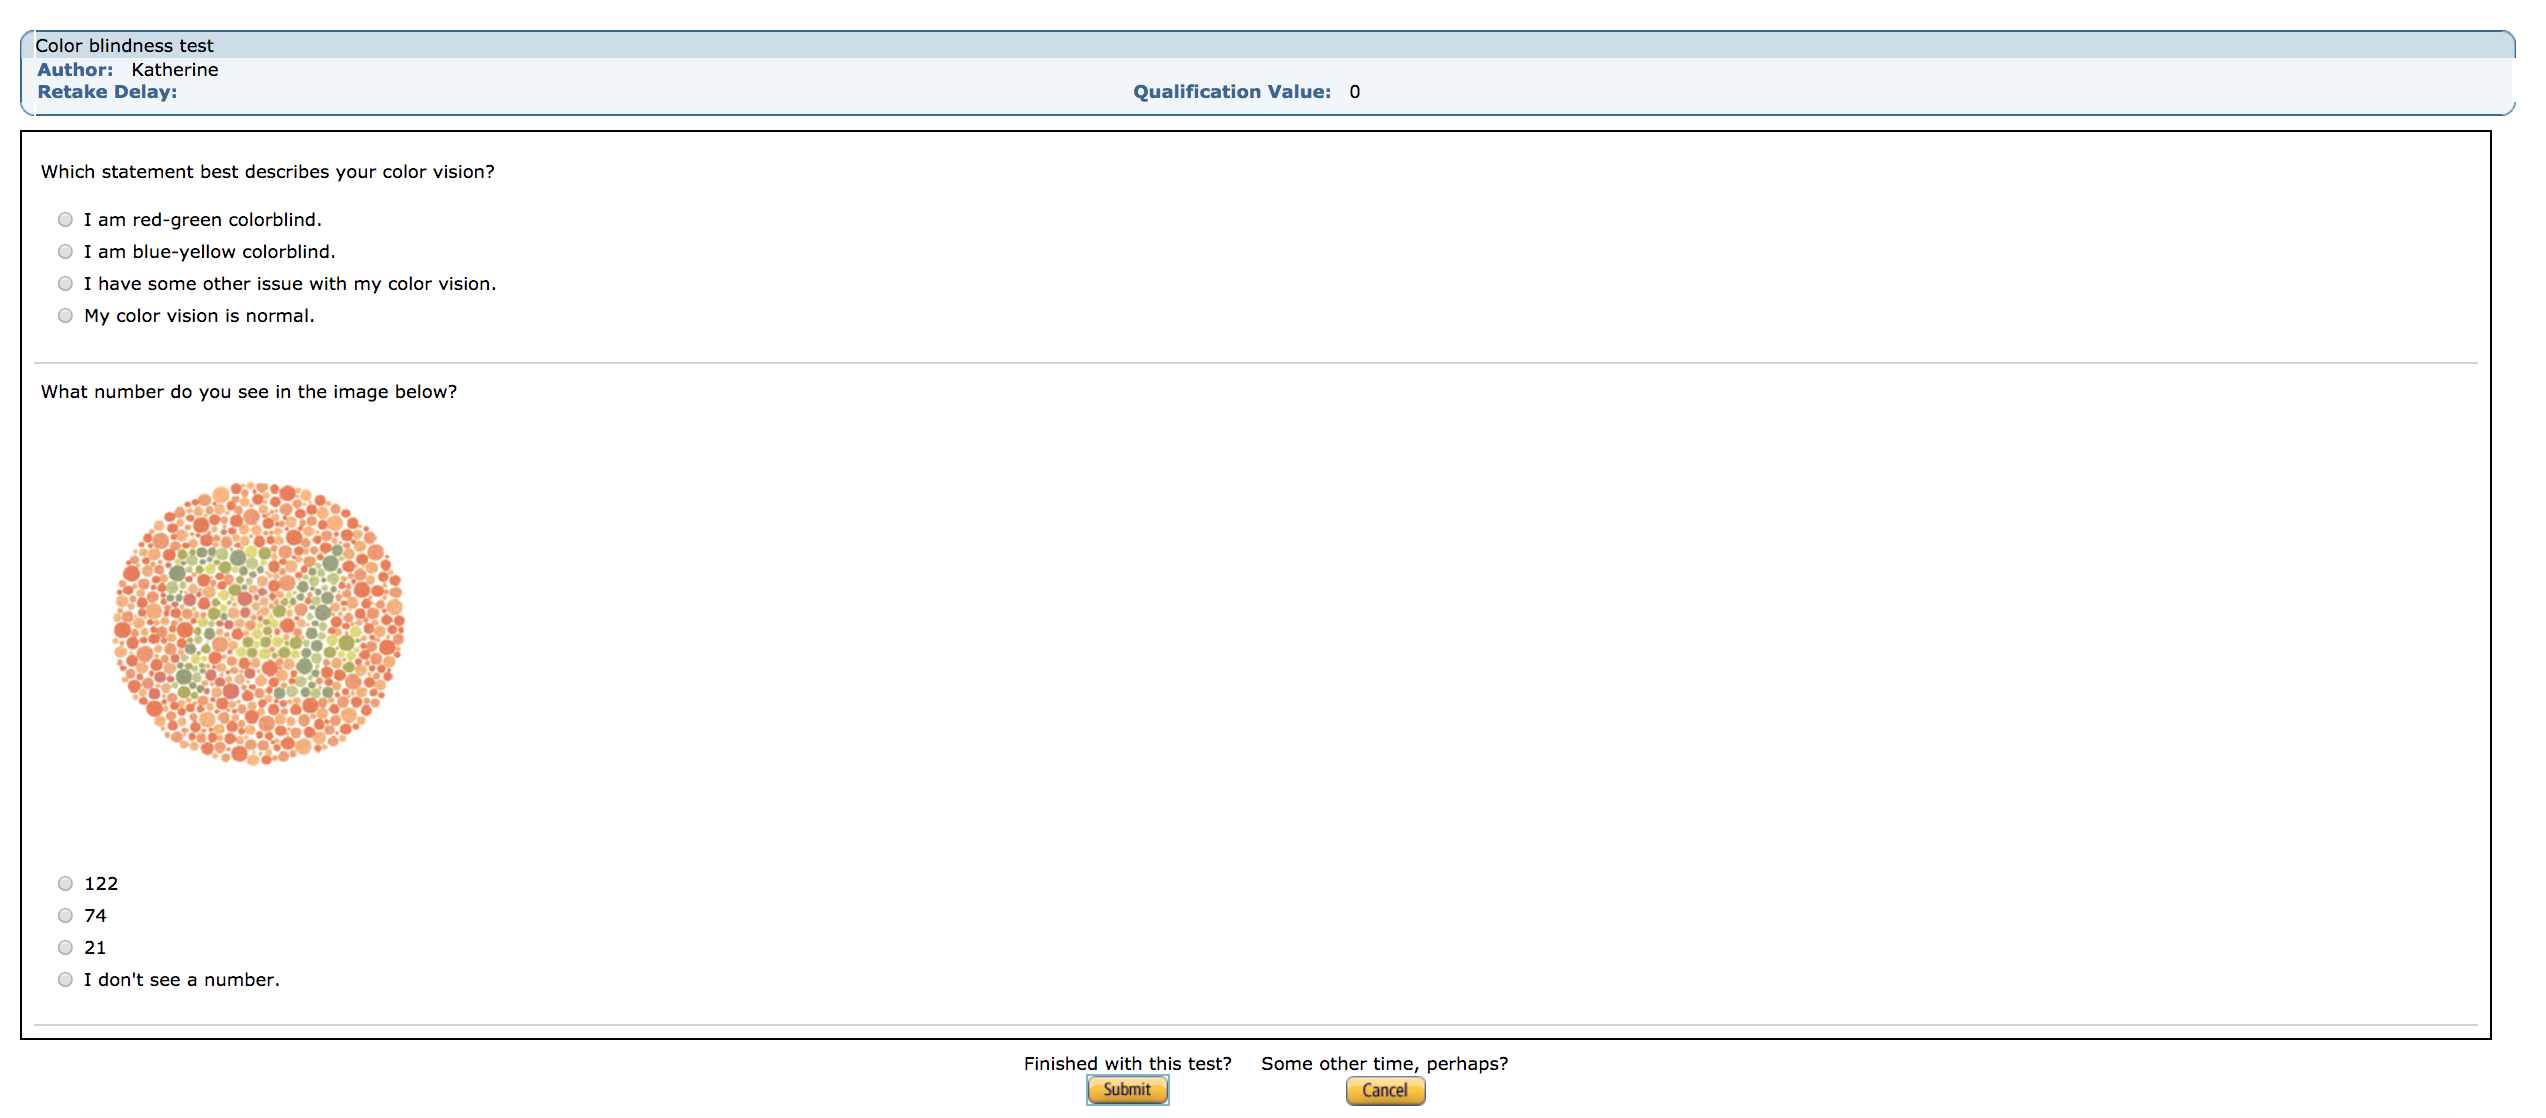 Color blindness test
Author: Katherine
Retake Delay: Qualification Value: 0
Which statement best describes your color vision?
I am red-green colorblind.
I am blue-yellow colorblind.
I have some other issue with my color vision.
My color vision is normal.
What number do you see in the image below?
74
122
74
21
I don't see a number.
Finished with this test? Some other time, perhaps?
Submit Cancel